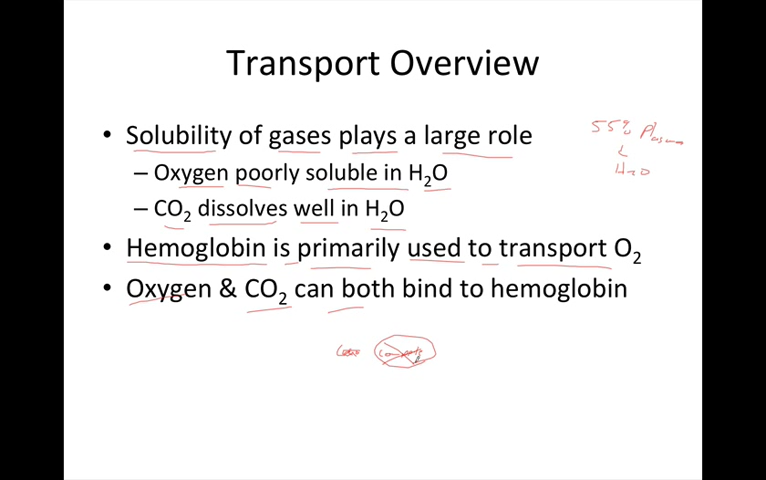 Transport Overview
• Solubility of gases plays a large role
– Oxygen poorly soluble in H₂O
– CO₂ dissolves well in H₂O
• Hemoglobin is primarily used to transport O₂
• Oxygen & CO₂ can both bind to hemoglobin
55% Plasma
H₂O